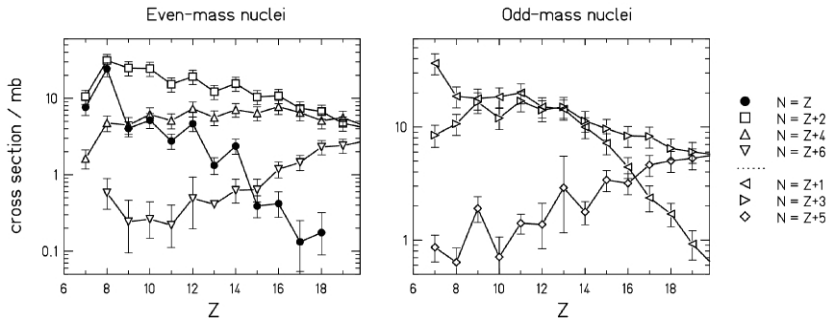 Even-mass nuclei
Odd-mass nuclei
cross section / mb
10
1
0.1
6 8 10 12 14 16 18
Z
10
1
6 8 10 12 14 16 18
Z
N = Z
N = Z+2
N = Z+4
N = Z+6
N = Z+1
N = Z+3
N = Z+5